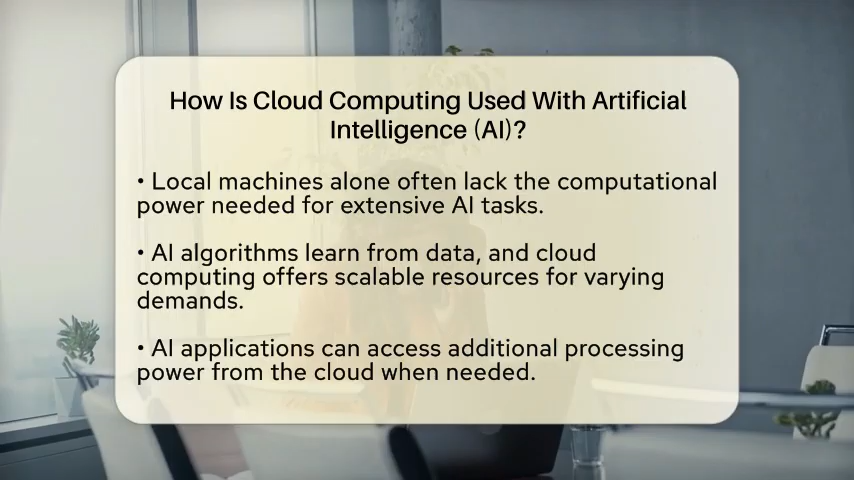 How Is Cloud Computing Used With Artificial
Intelligence (AI)?
• Local machines alone often lack the computational
power needed for extensive AI tasks.
• AI algorithms learn from data, and cloud
computing offers scalable resources for varying
demands.
• AI applications can access additional processing
power from the cloud when needed.